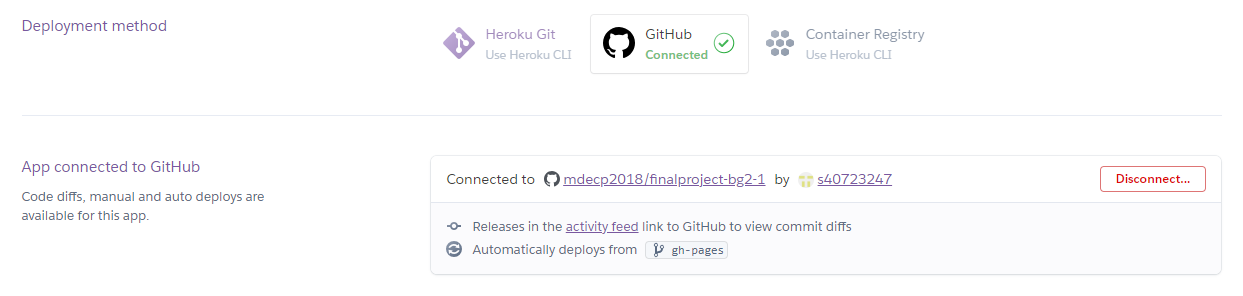 Deployment method
Heroku Git
Use Heroku CLI
GitHub
Connected
Container Registry
Use Heroku CLI
App connected to GitHub
Code diffs, manual and auto deploys are
available for this app.
Connected to mdecp2018/finalproject-bg2-1 by s40723247
Disconnect...
Releases in the activity feed link to GitHub to view commit diffs
Automatically deploys from gh-pages